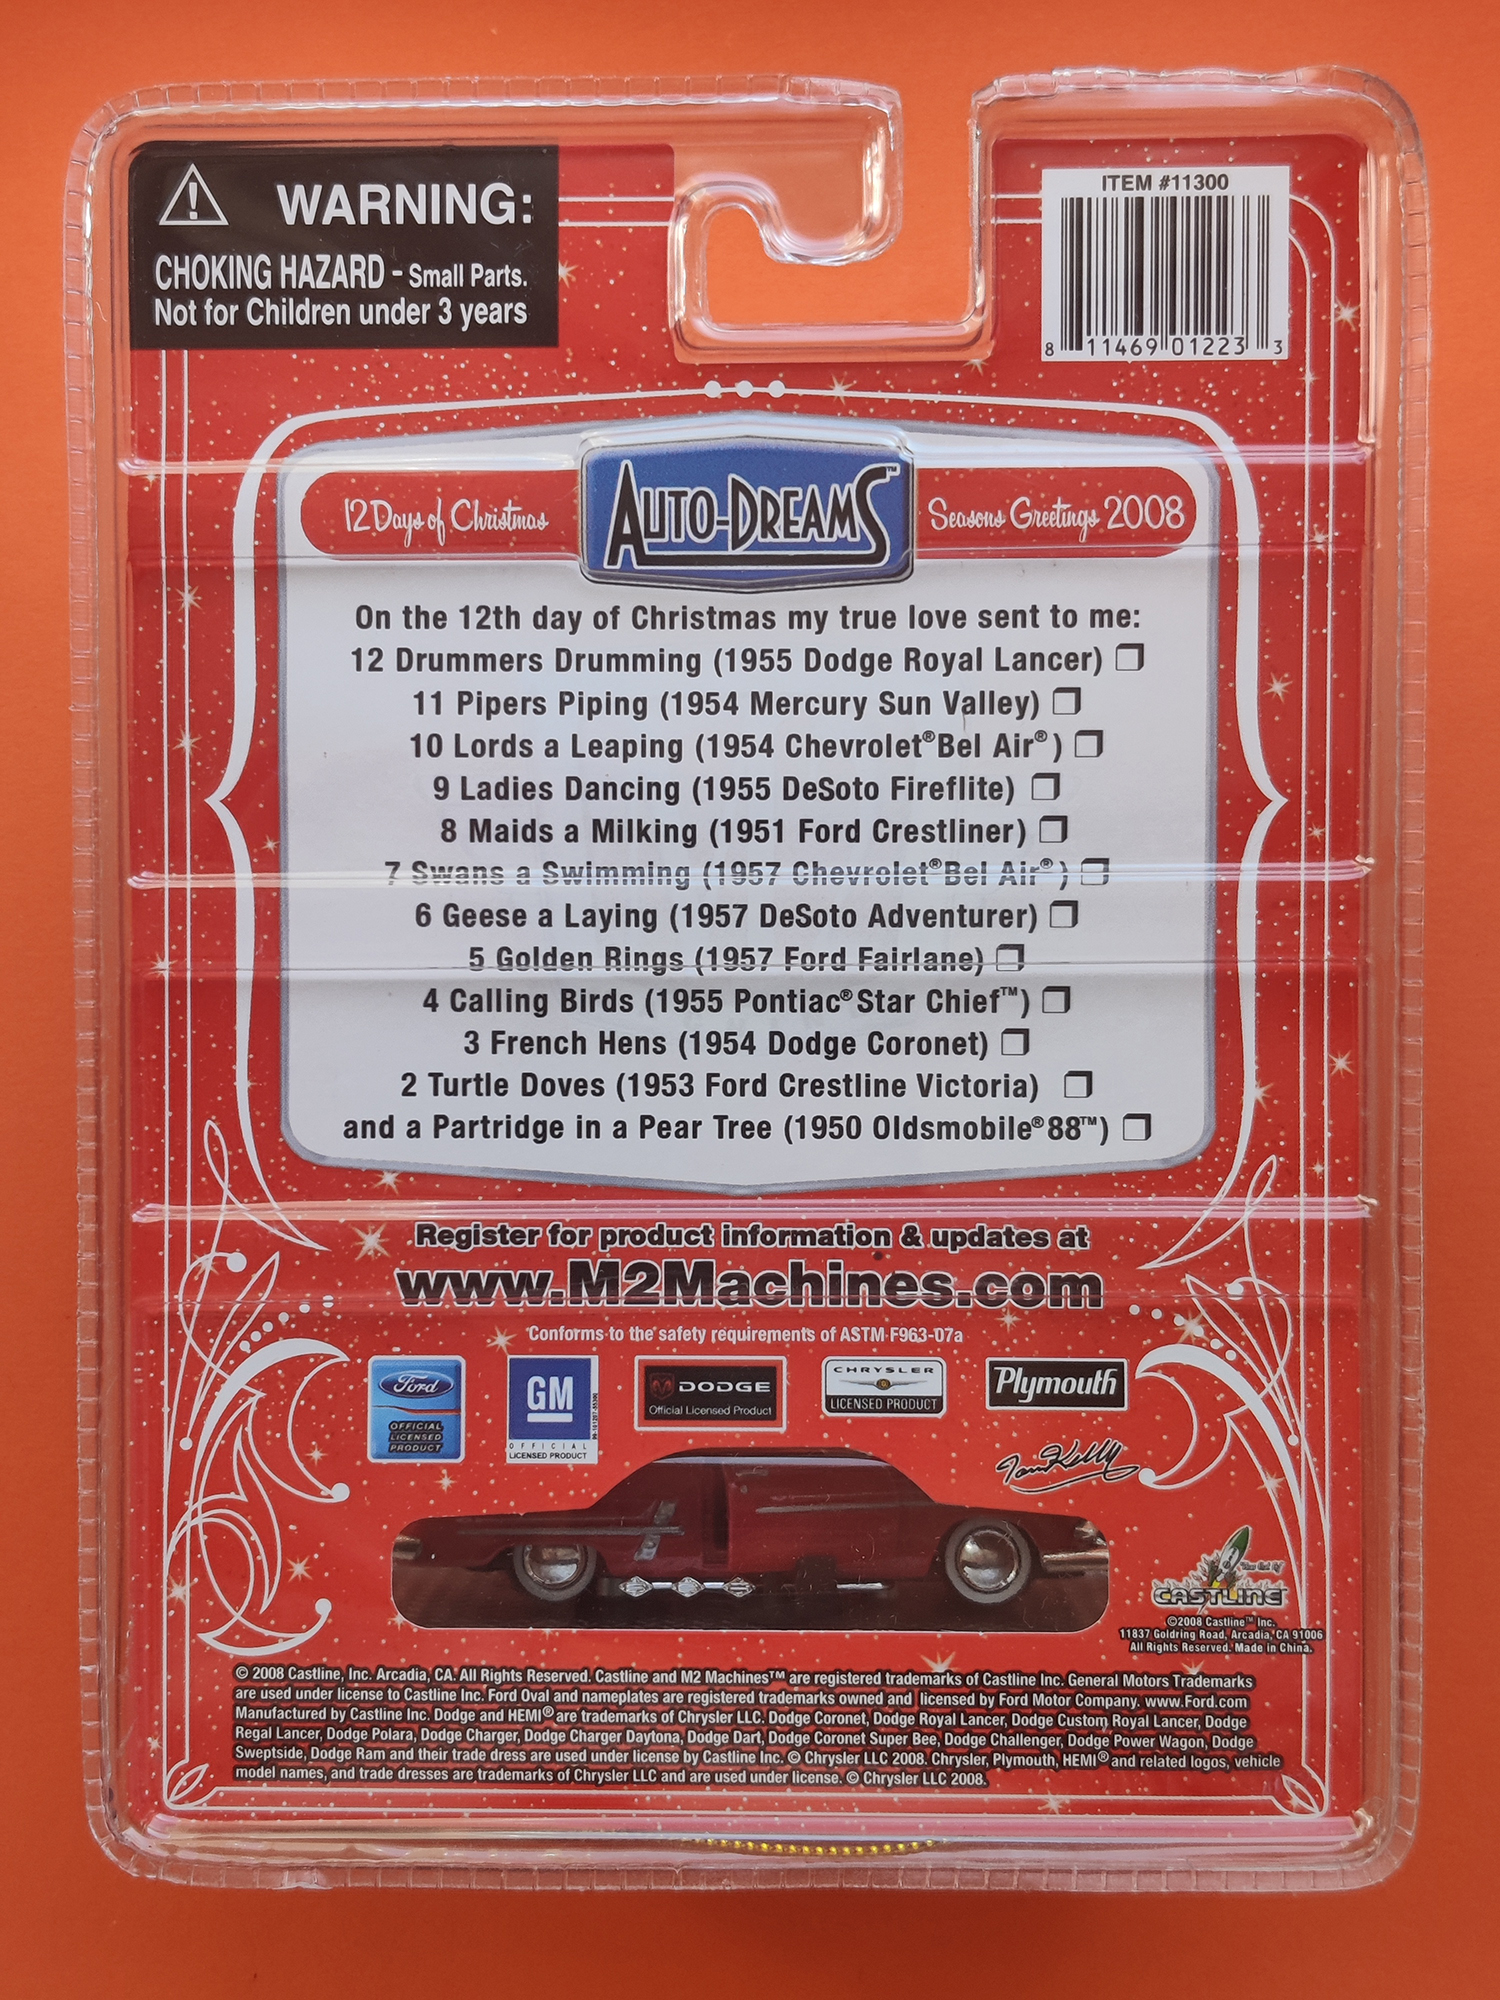 WARNING:
CHOKING HAZARD - Small Parts.
Not for Children under 3 years
ITEM #11300
8 11469 01223 3
12 Days of Christmas
AUTO-DREAMS™
Seasons Greetings 2008
On the 12th day of Christmas my true love sent to me:
12 Drummers Drumming (1955 Dodge Royal Lancer) ❒
11 Pipers Piping (1954 Mercury Sun Valley) ❒
10 Lords a Leaping (1954 Chevrolet® Bel Air® ) ❒
9 Ladies Dancing (1955 DeSoto Fireflite) ❒
8 Maids a Milking (1951 Ford Crestliner) ❒
7 Swans a Swimming (1957 Chevrolet® Bel Air® ) ❒
6 Geese a Laying (1957 DeSoto Adventurer) ❒
5 Golden Rings (1957 Ford Fairlane) ❒
4 Calling Birds (1955 Pontiac® Star Chief™) ❒
3 French Hens (1954 Dodge Coronet) ❒
2 Turtle Doves (1953 Ford Crestline Victoria) ❒
and a Partridge in a Pear Tree (1950 Oldsmobile® 88™) ❒
Register for product information & updates at
www.M2Machines.com
Conforms to the safety requirements of ASTM F963-07a
Ford
OFFICIAL
LICENSED
PRODUCT
GM
OFFICIAL
LICENSED PRODUCT
DODGE
Official Licensed Product
CHRYSLER
LICENSED PRODUCT
Plymouth
Tom Kelly
CASTLINE
©2008 Castline™ Inc.
11837 Goldring Road, Arcadia, CA 91006
All Rights Reserved. Made in China.
© 2008 Castline, Inc. Arcadia, CA. All Rights Reserved. Castline and M2 Machines™ are registered trademarks of Castline Inc. General Motors Trademarks
are used under license to Castline Inc. Ford Oval and nameplates are registered trademarks owned and licensed by Ford Motor Company. www.Ford.com
Manufactured by Castline Inc. Dodge and HEMI® are trademarks of Chrysler LLC. Dodge Coronet, Dodge Royal Lancer, Dodge Custom Royal Lancer, Dodge
Regal Lancer, Dodge Polara, Dodge Charger, Dodge Charger Daytona, Dodge Dart, Dodge Coronet Super Bee, Dodge Challenger, Dodge Power Wagon, Dodge
Sweptside, Dodge Ram and their trade dress are used under license by Castline Inc. © Chrysler LLC 2008. Chrysler, Plymouth, HEMI® and related logos, vehicle
model names, and trade dresses are trademarks of Chrysler LLC and are used under license. © Chrysler LLC 2008.